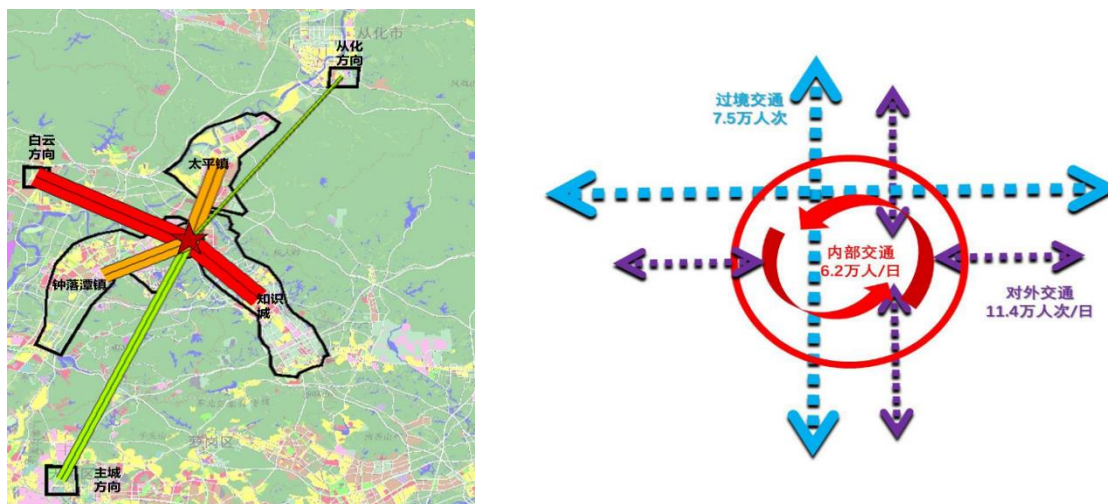 从化市
从化
方向
白云
方向
太平镇
钟落潭镇
知识
城
主城
方向
过境交通
7.5万人次
内部交通
6.2万人/日
对外交通
11.4万人次/日